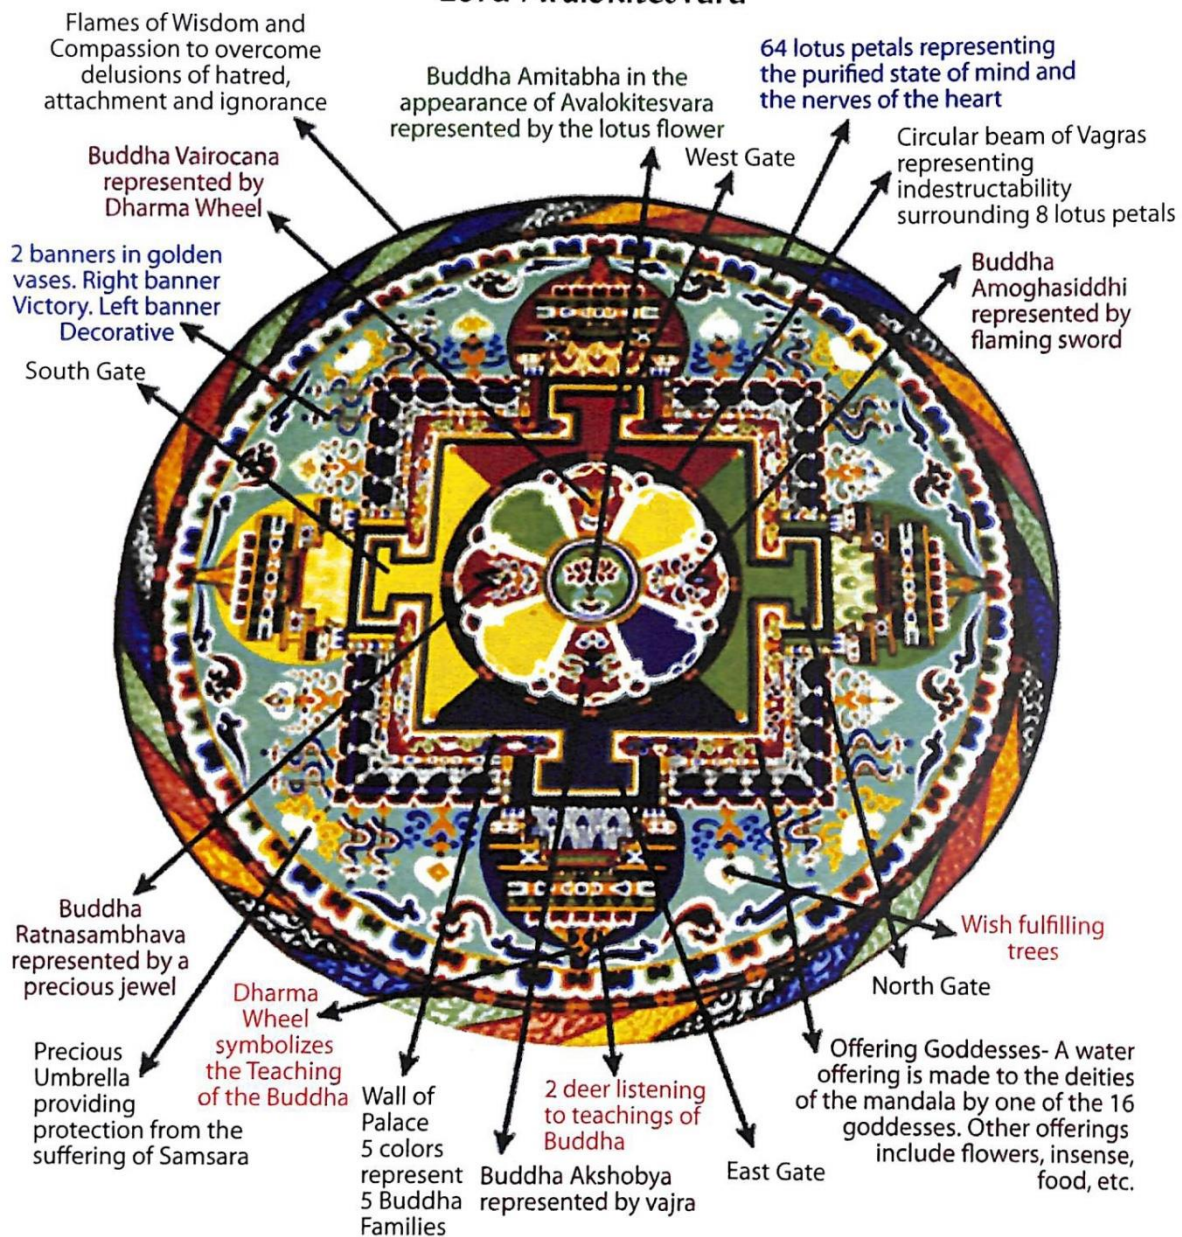 Flames of Wisdom and
Compassion to overcome
delusions of hatred,
attachment and ignorance
Buddha Amitabha in the
appearance of Avalokitesvara
represented by the lotus flower
64 lotus petals representing
the purified state of mind and
the nerves of the heart
West Gate
Circular beam of Vagras
representing
indestructability
surrounding 8 lotus petals
Buddha Vairocana
represented by
Dharma Wheel
2 banners in golden
vases. Right banner
Victory. Left banner
Decorative
Buddha
Amoghasiddhi
represented by
flaming sword
South Gate
Buddha
Ratnasambhava
represented by a
precious jewel
Wish fulfilling
trees
North Gate
Precious
Umbrella
providing
protection from the
suffering of Samsara
Dharma
Wheel
symbolizes
the Teaching
of the Buddha
Wall of
Palace
5 colors
represent
5 Buddha
Families
2 deer listening
to teachings of
Buddha
Buddha Akshobya
represented by vajra
East Gate
Offering Goddesses- A water
offering is made to the deities
of the mandala by one of the 16
goddesses. Other offerings
include flowers, insense,
food, etc.